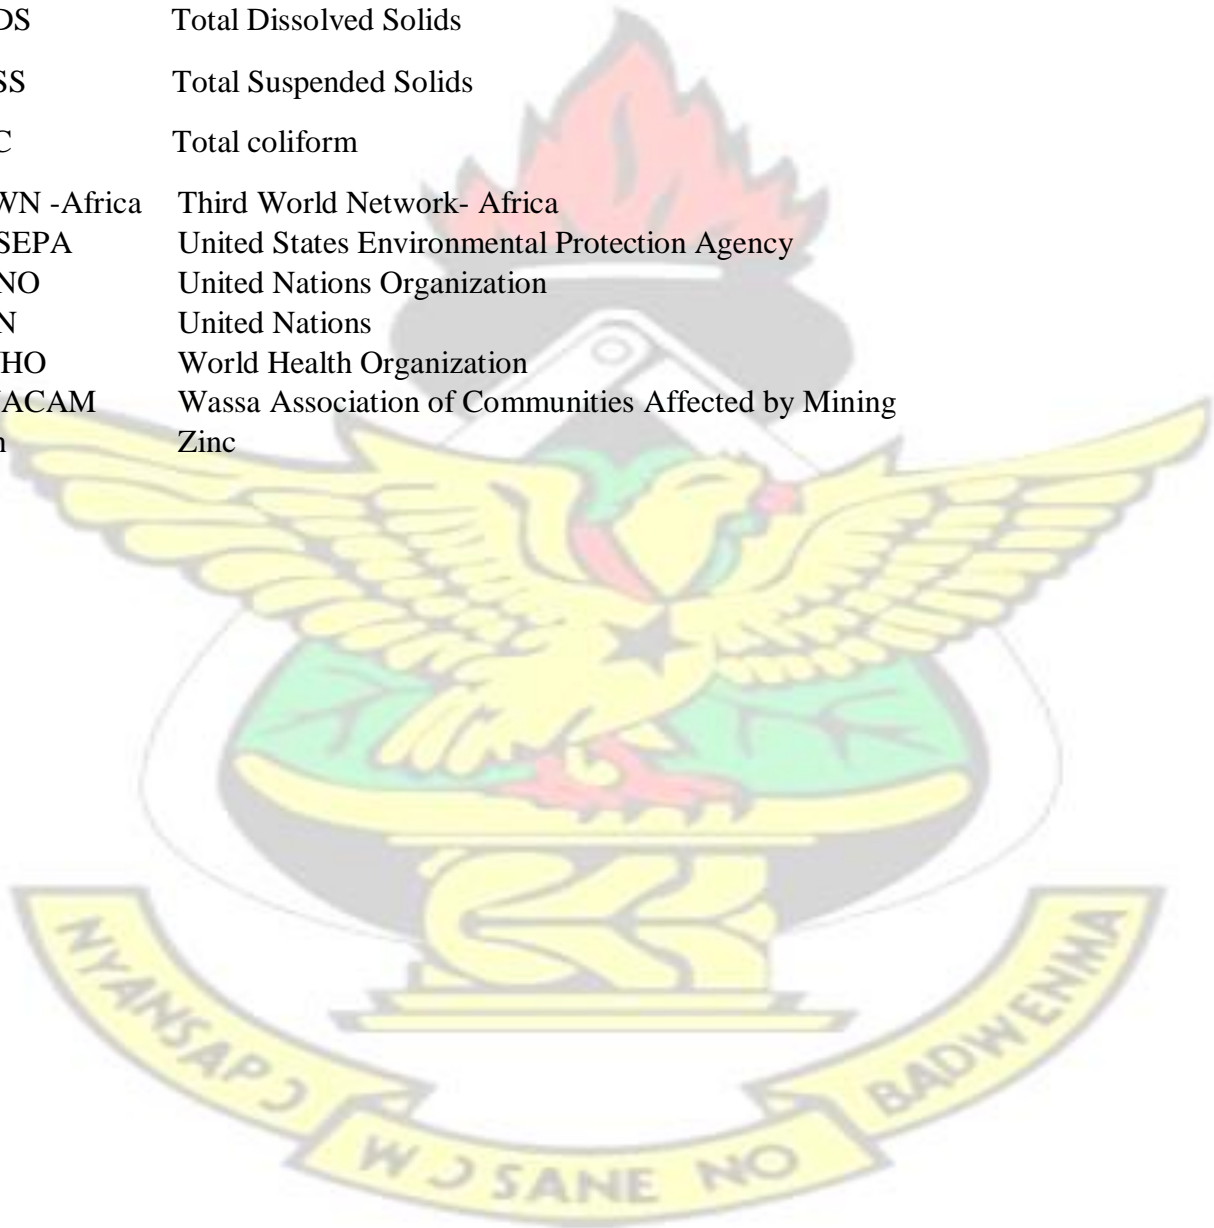 DS Total Dissolved Solids
SS Total Suspended Solids
C Total coliform
WN -Africa Third World Network- Africa
SEPA United States Environmental Protection Agency
NO United Nations Organization
N United Nations
HO World Health Organization
ACAM Wassa Association of Communities Affected by Mining
n Zinc
NYANSAPƆ
WƆ SANE NO
BADWENMA